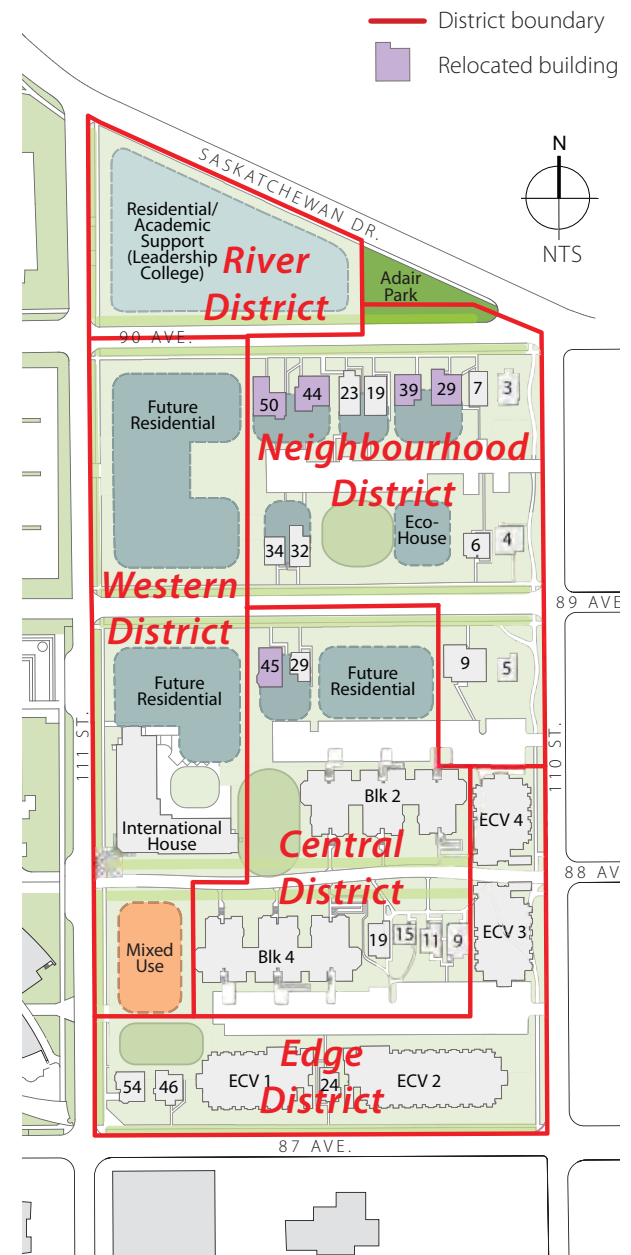 District boundary
Relocated building
N
NTS
SASKATCHEWAN DR.
Residential/
Academic
Support
(Leadership
College)
River
District
Adair
Park
90 AVE.
Future
Residential
50
44
23
19
39
29
7
3
Neighbourhood
District
34
32
Eco-
House
6
4
Western
District
89 AVE
45
29
Future
Residential
9
5
Future
Residential
111 ST.
110 ST.
International
House
Blk 2
ECV 4
Central
District
88 AV
Mixed
Use
Blk 4
19
15
11
9
ECV 3
Edge
District
54
46
ECV 1
24
ECV 2
87 AVE.